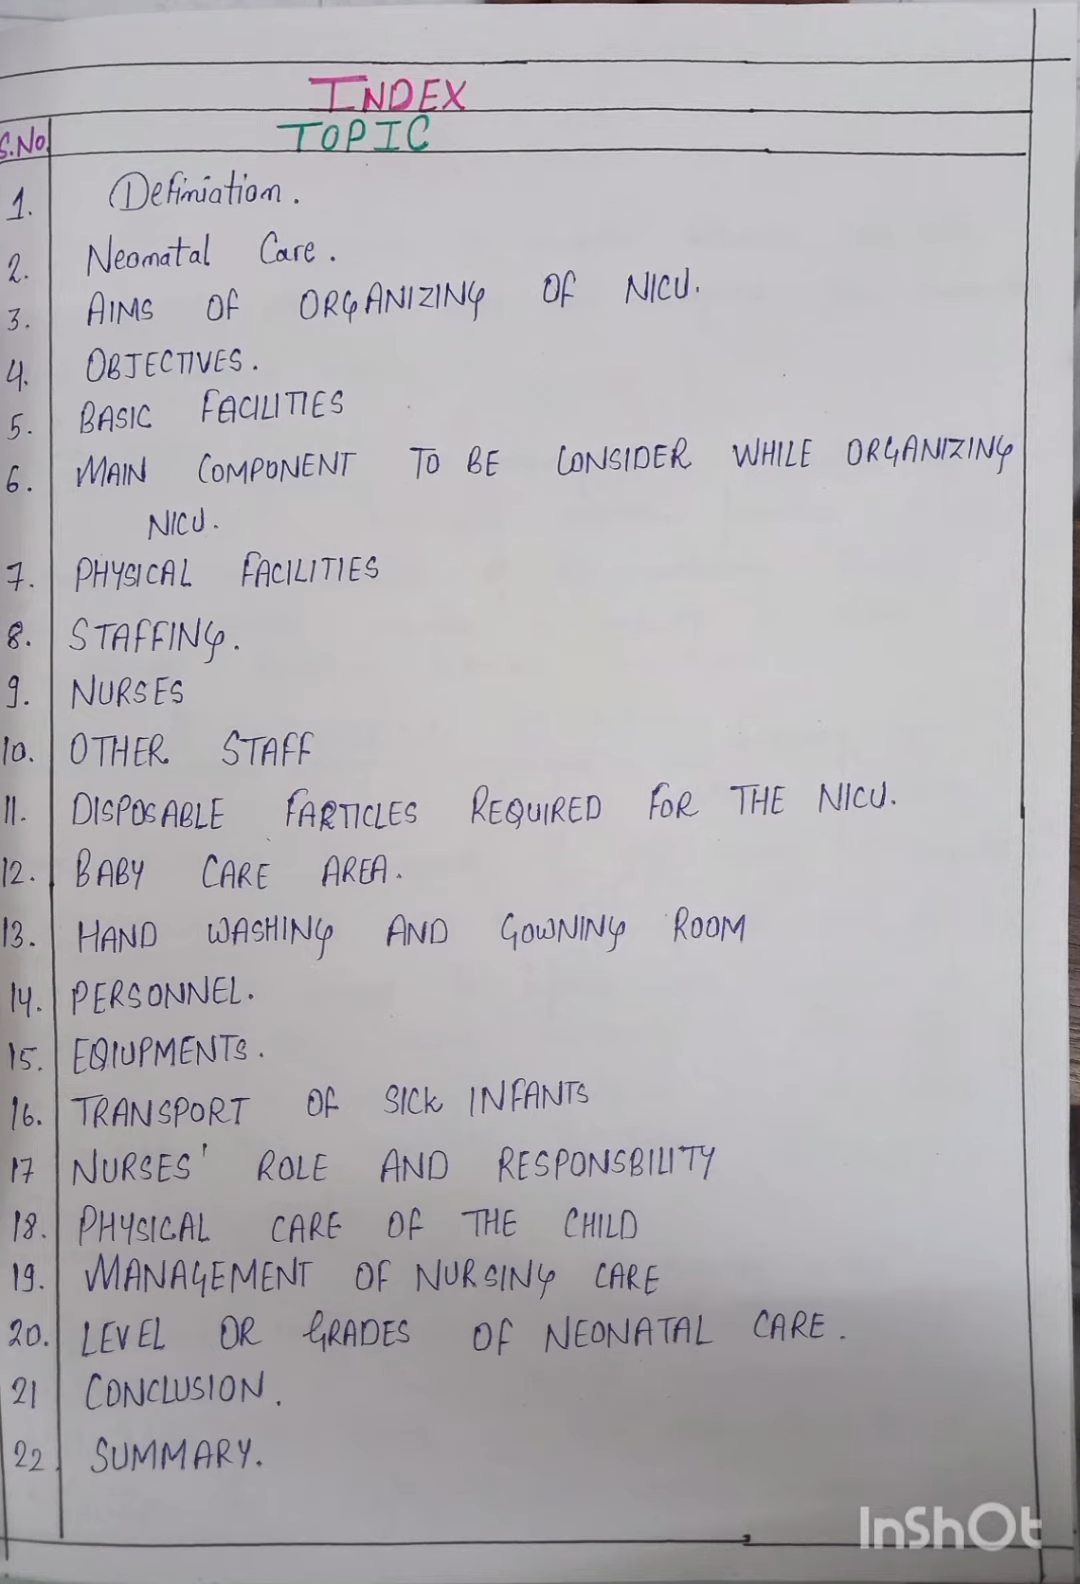 INDEX
S.No TOPIC
1. Definiation.
2. Neomatal Care.
3. AIMS OF ORGANIZING OF NICU.
4. OBJECTIVES.
5. BASIC FACILITIES
6. MAIN COMPONENT TO BE CONSIDER WHILE ORGANIZING
NICU.
7. PHYSICAL FACILITIES
8. STAFFING.
9. NURSES
10. OTHER STAFF
11. DISPOSABLE FARTICLES REQUIRED FOR THE NICU.
12. BABY CARE AREA.
13. HAND WASHING AND GOWNING ROOM
14. PERSONNEL.
15. EQIUPMENTS.
16. TRANSPORT OF SICK INFANTS
17 NURSES' ROLE AND RESPONSBILITY
18. PHYSICAL CARE OF THE CHILD
19. MANAGEMENT OF NURSING CARE
20. LEVEL OR GRADES OF NEONATAL CARE.
21 CONCLUSION.
22 SUMMARY.
InShOt